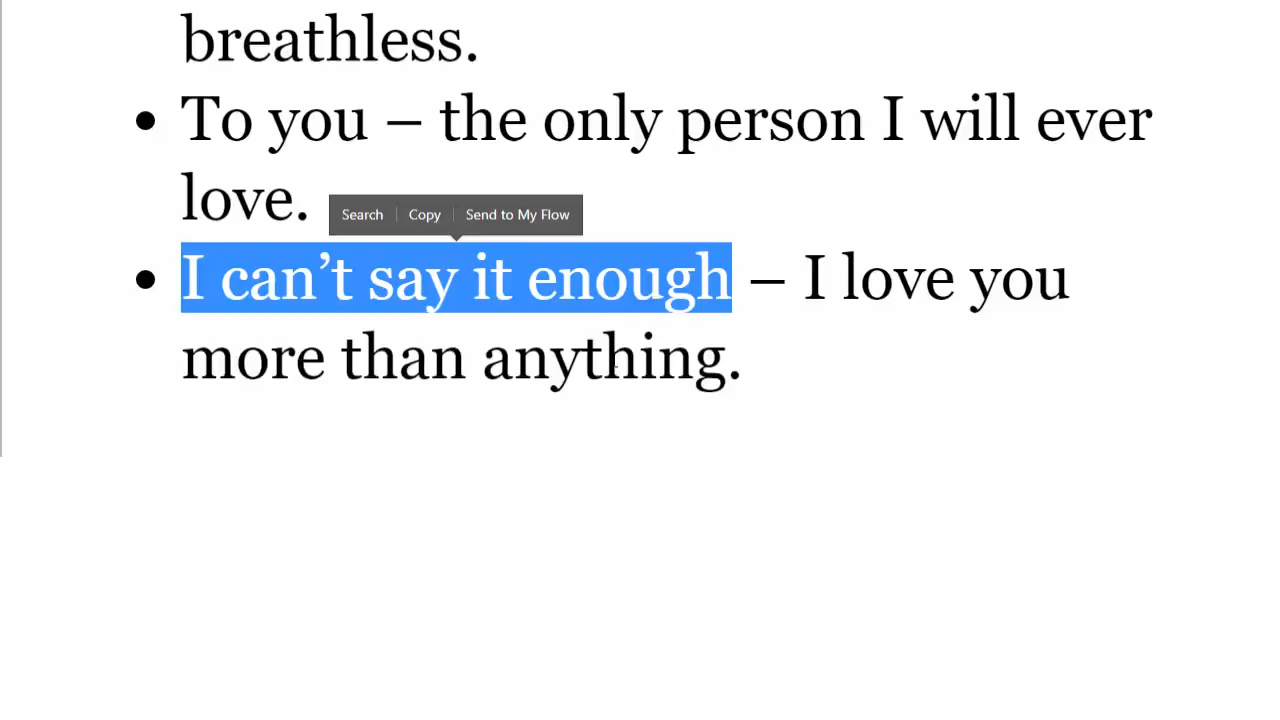 breathless.
• To you – the only person I will ever
love.
Search Copy Send to My Flow
• I can’t say it enough – I love you
more than anything.